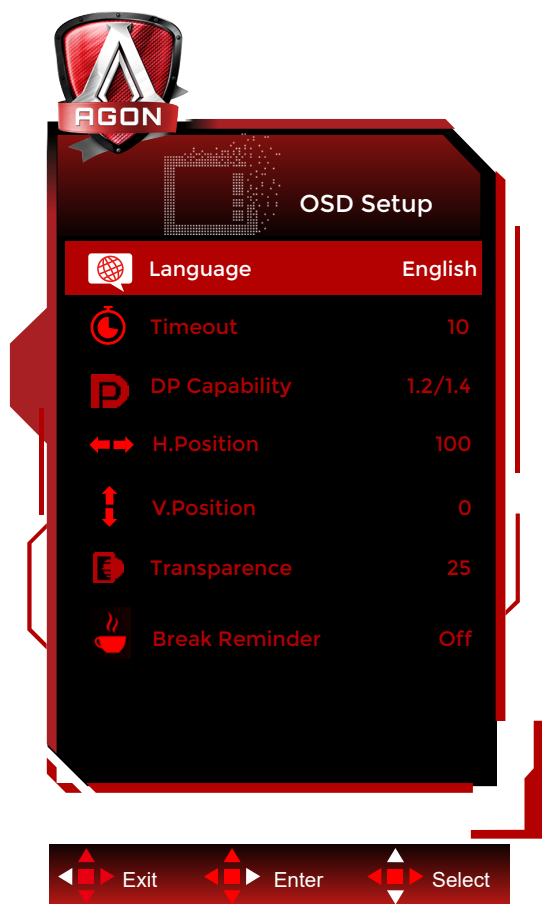 AGON
OSD Setup
Language English
Timeout 10
DP Capability 1.2/1.4
H.Position 100
V.Position 0
Transparence 25
Break Reminder Off
Exit Enter Select